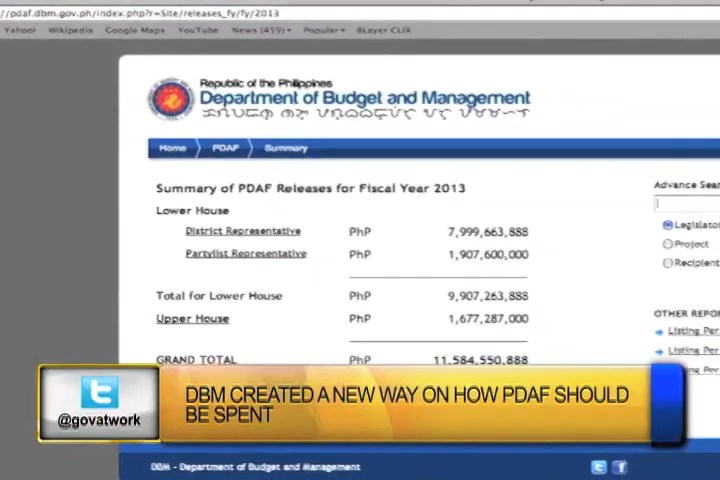 //pdaf.dbm.gov.ph/index.php?r=Site/releases_fy/fy/2013
Yahoo! Wikipedia Google Maps YouTube News (459) Popular
Republic of the Philippines
Department of Budget and Management
Home PDAF Summary
Summary of PDAF Releases for Fiscal Year 2013
Advance Sear
Lower House
District Representative PhP 7,999,663,888
Legislato
Project
Partylist Representative PhP 1,907,600,000
Recipient
Total for Lower House PhP 9,907,263,888
OTHER REPO
Upper House PhP 1,677,287,000
Listing Per
Listing Per
GRAND TOTAL PhP 11,584,550,888
ing Per
@govatwork
DBM CREATED A NEW WAY ON HOW PDAF SHOULD
BE SPENT
DBM - Department of Budget and Management